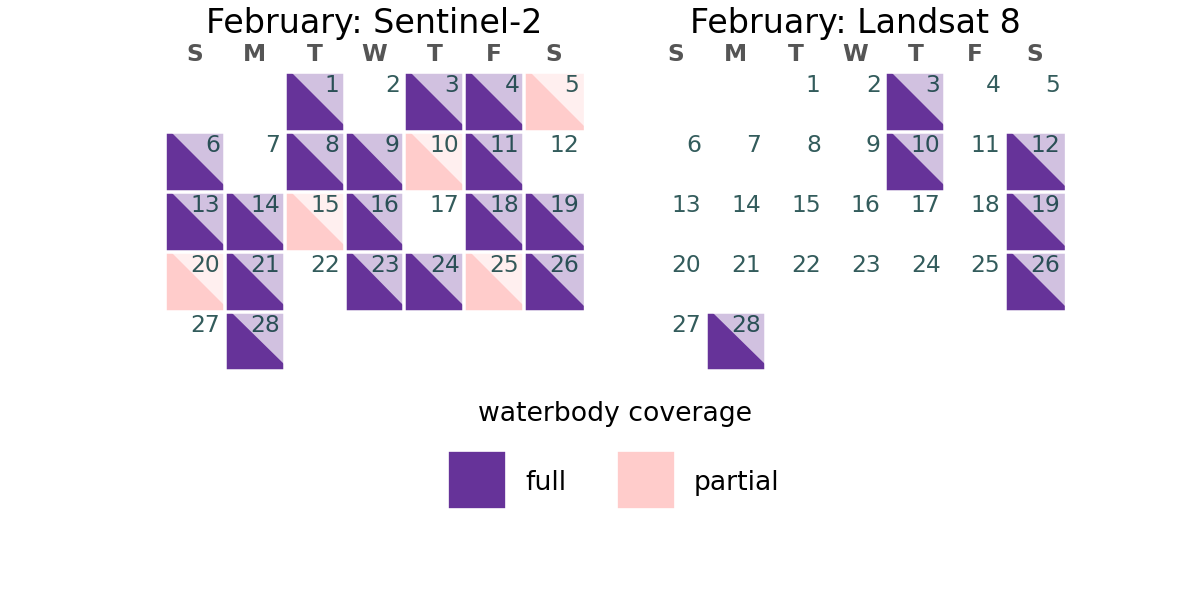 February: Sentinel-2
S M T W T F S
1 2 3 4 5
6 7 8 9 10 11 12
13 14 15 16 17 18 19
20 21 22 23 24 25 26
27 28
February: Landsat 8
S M T W T F S
1 2 3 4 5
6 7 8 9 10 11 12
13 14 15 16 17 18 19
20 21 22 23 24 25 26
27 28
waterbody coverage
full partial